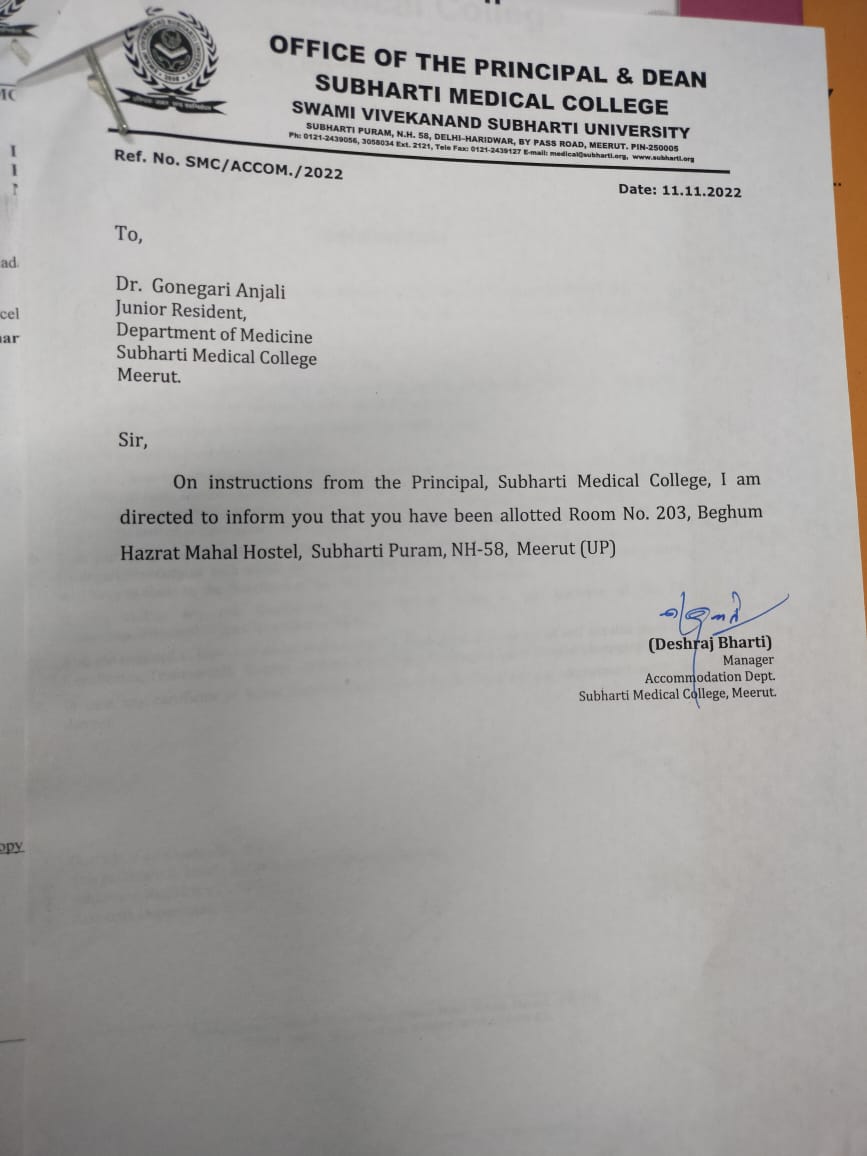 OFFICE OF THE PRINCIPAL & DEAN
SUBHARTI MEDICAL COLLEGE
SWAMI VIVEKANAND SUBHARTI UNIVERSITY
SUBHARTI PURAM, N.H. 58, DELHI-HARIDWAR, BY PASS ROAD, MEERUT. PIN-250005
Ph: 0121-2439056, 3058034 Ext. 2121, Tele Fax: 0121-2439127 E-mail: medical@subharti.org, www.subharti.org
Ref. No. SMC/ACCOM./2022
Date: 11.11.2022
To,
Dr. Gonegari Anjali
Junior Resident,
Department of Medicine
Subharti Medical College
Meerut.
Sir,
On instructions from the Principal, Subharti Medical College, I am
directed to inform you that you have been allotted Room No. 203, Beghum
Hazrat Mahal Hostel, Subharti Puram, NH-58, Meerut (UP)
(Deshraj Bharti)
Manager
Accommodation Dept.
Subharti Medical College, Meerut.